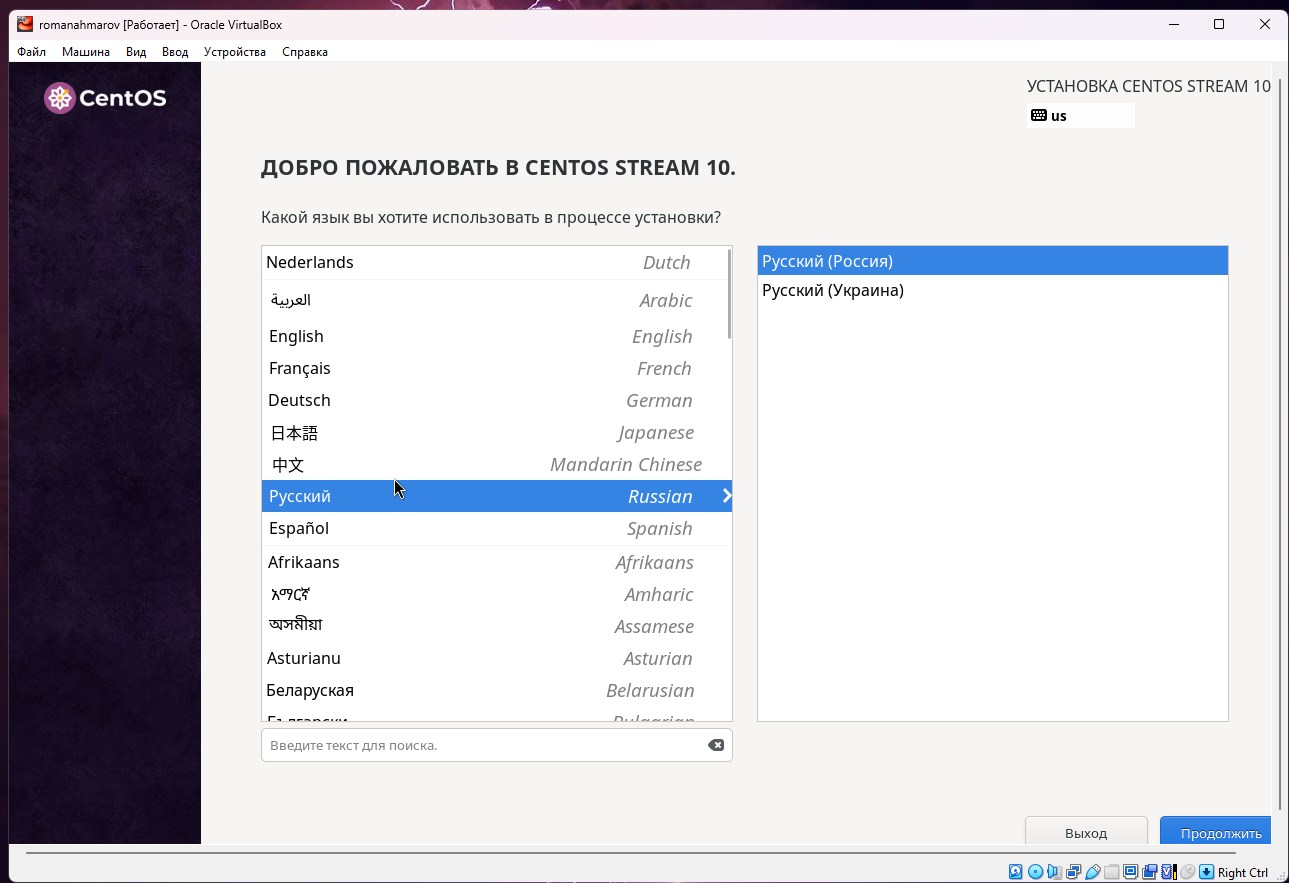 romanahmarov [Работает] - Oracle VirtualBox
Файл Машина Вид Ввод Устройства Справка
CentOS
УСТАНОВКА CENTOS STREAM 10
us
ДОБРО ПОЖАЛОВАТЬ В CENTOS STREAM 10.
Какой язык вы хотите использовать в процессе установки?
Nederlands Dutch
العربية Arabic
English English
Français French
Deutsch German
日本語 Japanese
中文 Mandarin Chinese
Русский Russian
Español Spanish
Afrikaans Afrikaans
አማርኛ Amharic
অসমীয়া Assamese
Asturianu Asturian
Беларуская Belarusian
Български Bulgarian
Русский (Россия)
Русский (Украина)
Введите текст для поиска.
Выход Продолжить
Right Ctrl